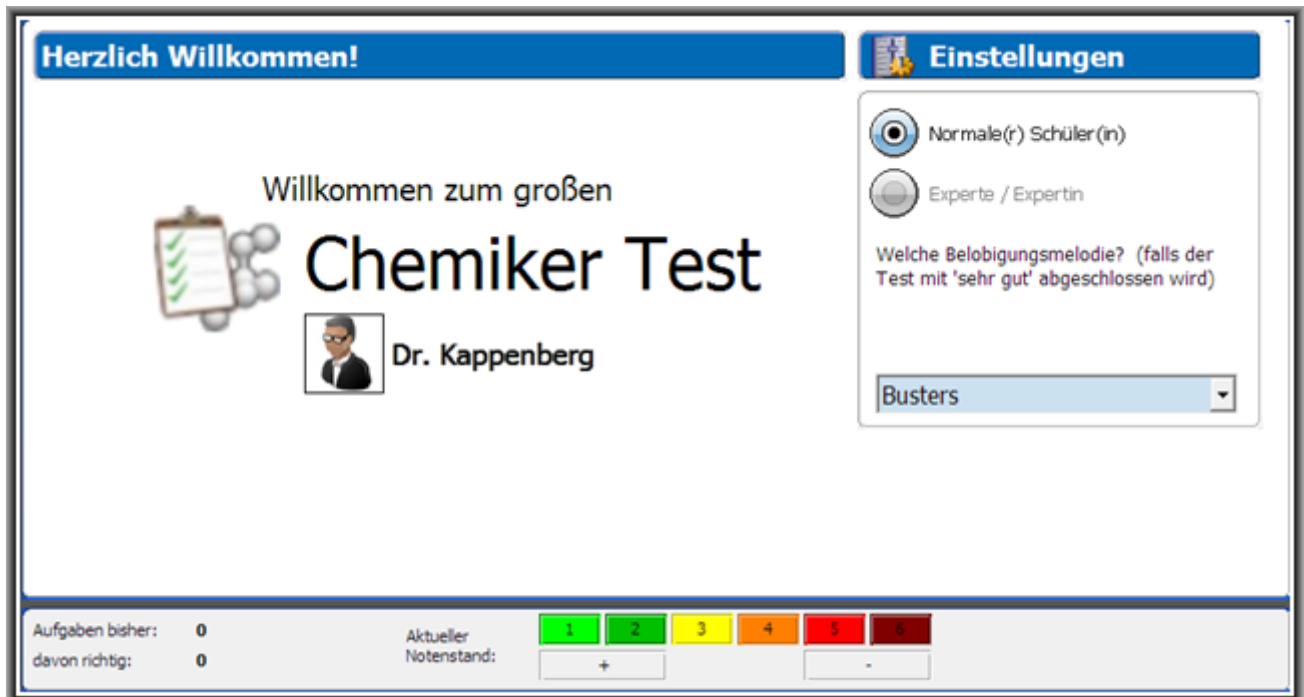 Herzlich Willkommen!
Willkommen zum großen
Chemiker Test
Dr. Kappenberg
Einstellungen
Normale(r) Schüler(in)
Experte / Expertin
Welche Belobigungsmelodie? (falls der
Test mit 'sehr gut' abgeschlossen wird)
Busters
Aufgaben bisher: 0
davon richtig: 0
Aktueller
Notenstand:
1 2 3 4 5 6
+ -